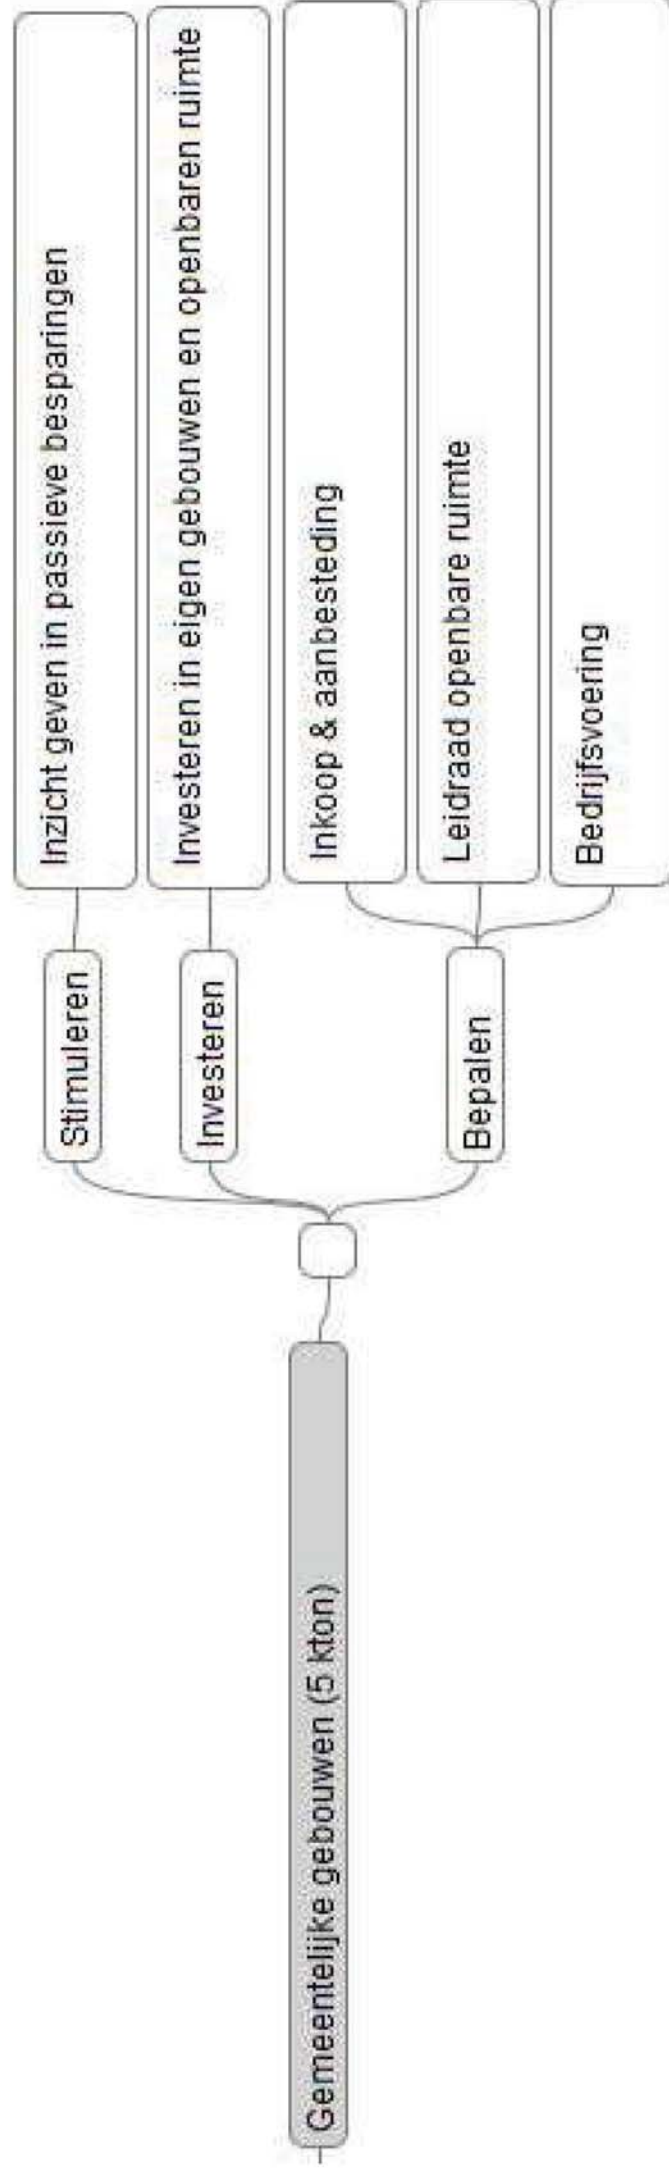 Gemeentelijke gebouwen (5 kton)
Stimuleren
Inzicht geven in passieve besparingen
Investeren
Investeren in eigen gebouwen en openbaren ruimte
Bepalen
Inkoop & aanbesteding
Leidraad openbare ruimte
Bedrijfsvoering